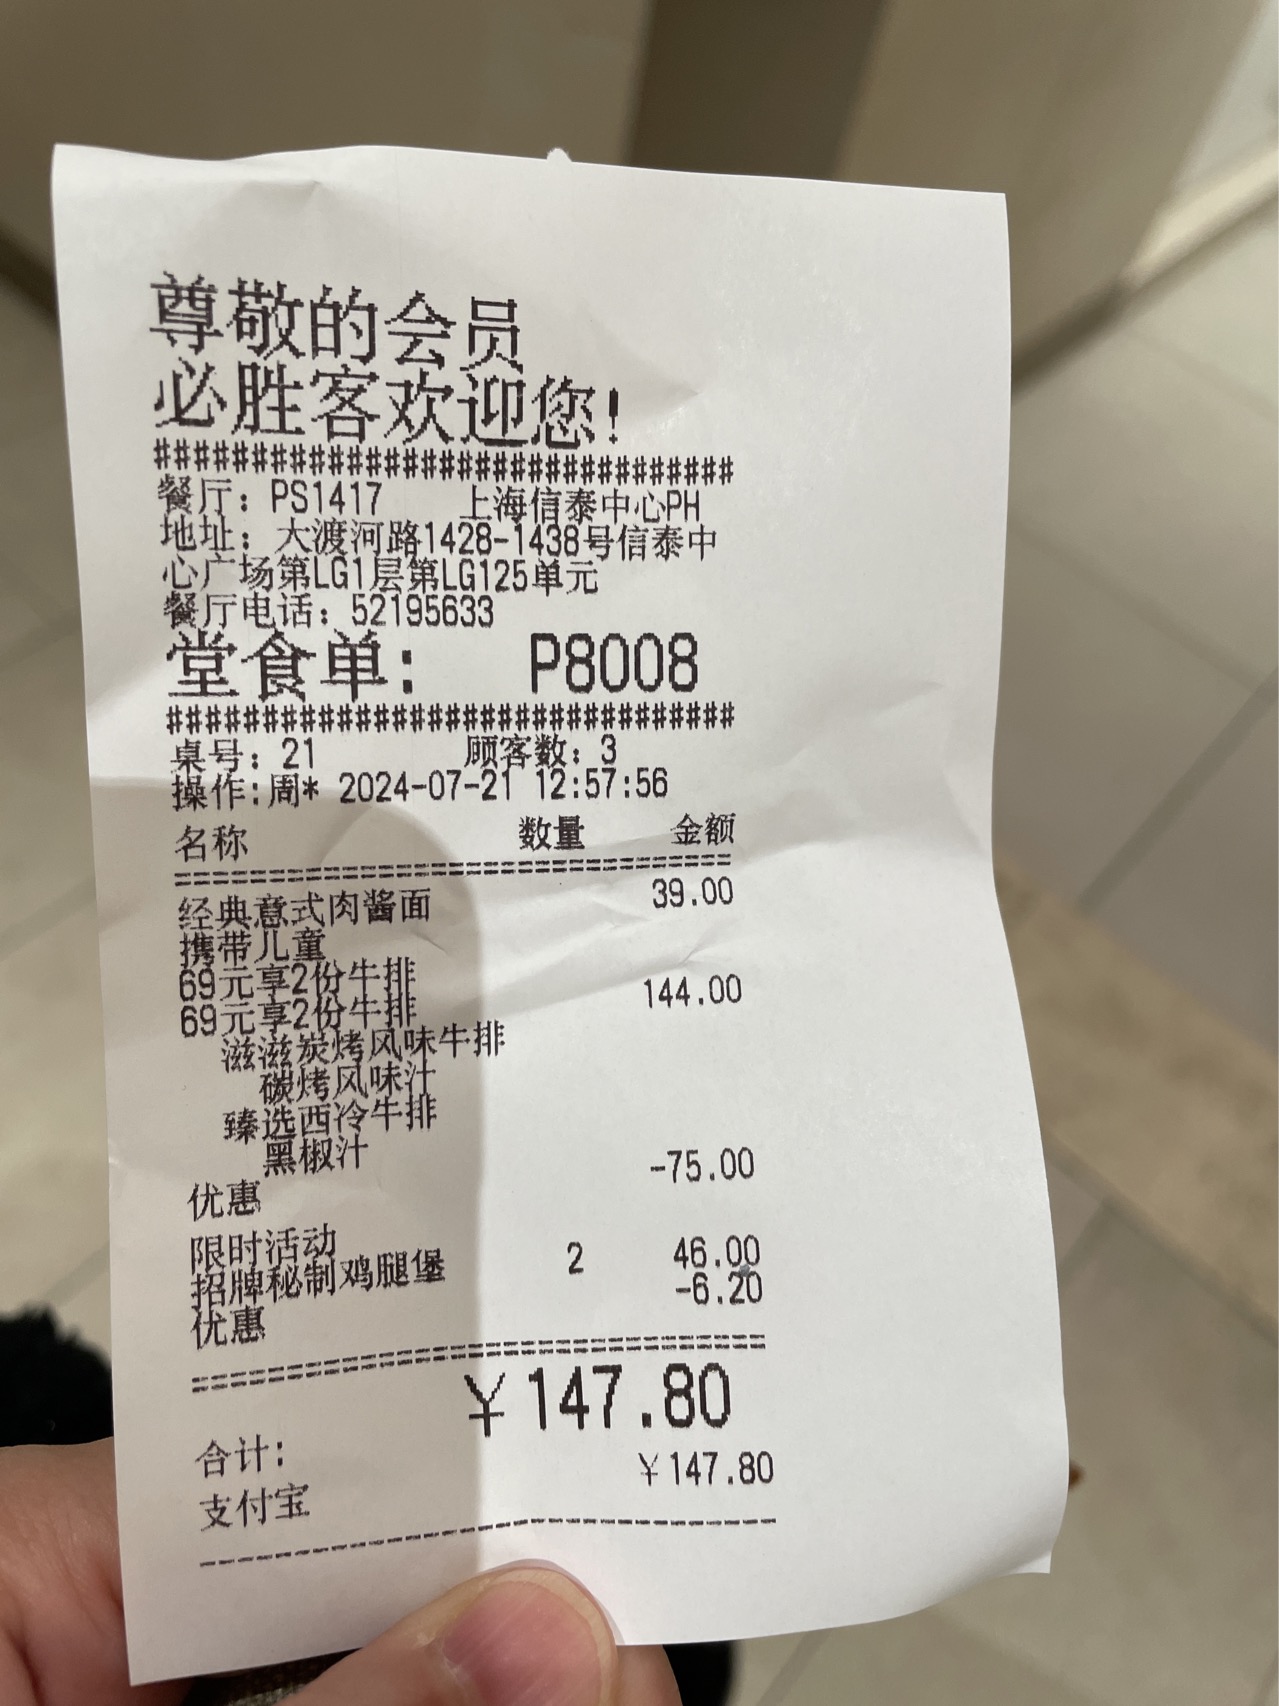 尊敬的会员
必胜客欢迎您!
##############################
餐厅: PS1417 上海信泰中心PH
地址: 大渡河路1428-1438号信泰中
心广场第LG1层第LG125单元
餐厅电话: 52195633
堂食单: P8008
##############################
桌号: 21 顾客数: 3
操作:周* 2024-07-21 12:57:56
名称 数量 金额
==============================
经典意式肉酱面 39.00
携带儿童
69元享2份牛排
69元享2份牛排 144.00
滋滋炭烤风味牛排
碳烤风味汁
臻选西冷牛排
黑椒汁
优惠 -75.00
限时活动
招牌秘制鸡腿堡 2 46.00
优惠 -6.20
==============================
合计: ￥147.80
支付宝 ￥147.80
------------------------------